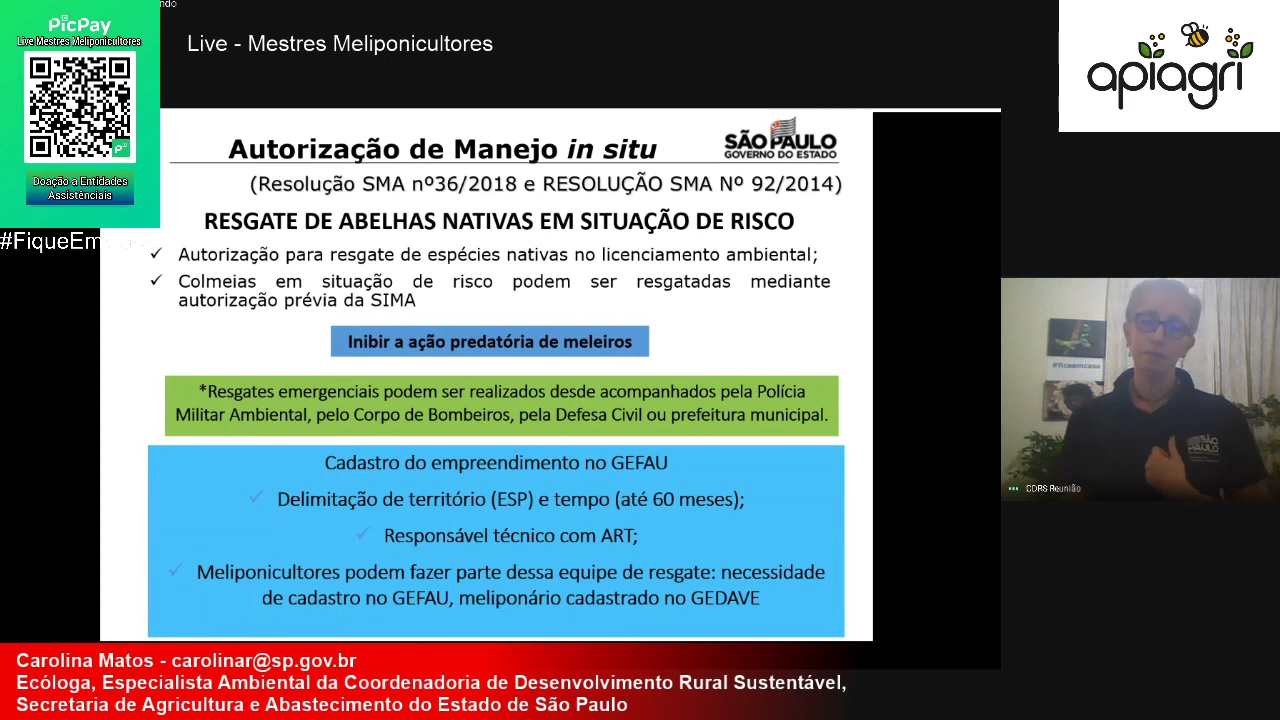 ndo
PicPay
Live Mestres Meliponicultores
Doação a Entidades
Assistênciais
#FiqueEm
Live - Mestres Meliponicultores
apiagri
Autorização de Manejo in situ
SÃO PAULO
GOVERNO DO ESTADO
(Resolução SMA nº36/2018 e RESOLUÇÃO SMA Nº 92/2014)
RESGATE DE ABELHAS NATIVAS EM SITUAÇÃO DE RISCO
✓ Autorização para resgate de espécies nativas no licenciamento ambiental;
✓ Colmeias em situação de risco podem ser resgatadas mediante
autorização prévia da SIMA
Inibir a ação predatória de meleiros
*Resgates emergenciais podem ser realizados desde acompanhados pela Polícia
Militar Ambiental, pelo Corpo de Bombeiros, pela Defesa Civil ou prefeitura municipal.
Cadastro do empreendimento no GEFAU
✓ Delimitação de território (ESP) e tempo (até 60 meses);
✓ Responsável técnico com ART;
✓ Meliponicultores podem fazer parte dessa equipe de resgate: necessidade
de cadastro no GEFAU, meliponário cadastrado no GEDAVE
#ficaemcasa
SÃO
PAULO
CDRS Reunião
Carolina Matos - carolinar@sp.gov.br
Ecóloga, Especialista Ambiental da Coordenadoria de Desenvolvimento Rural Sustentável,
Secretaria de Agricultura e Abastecimento do Estado de São Paulo